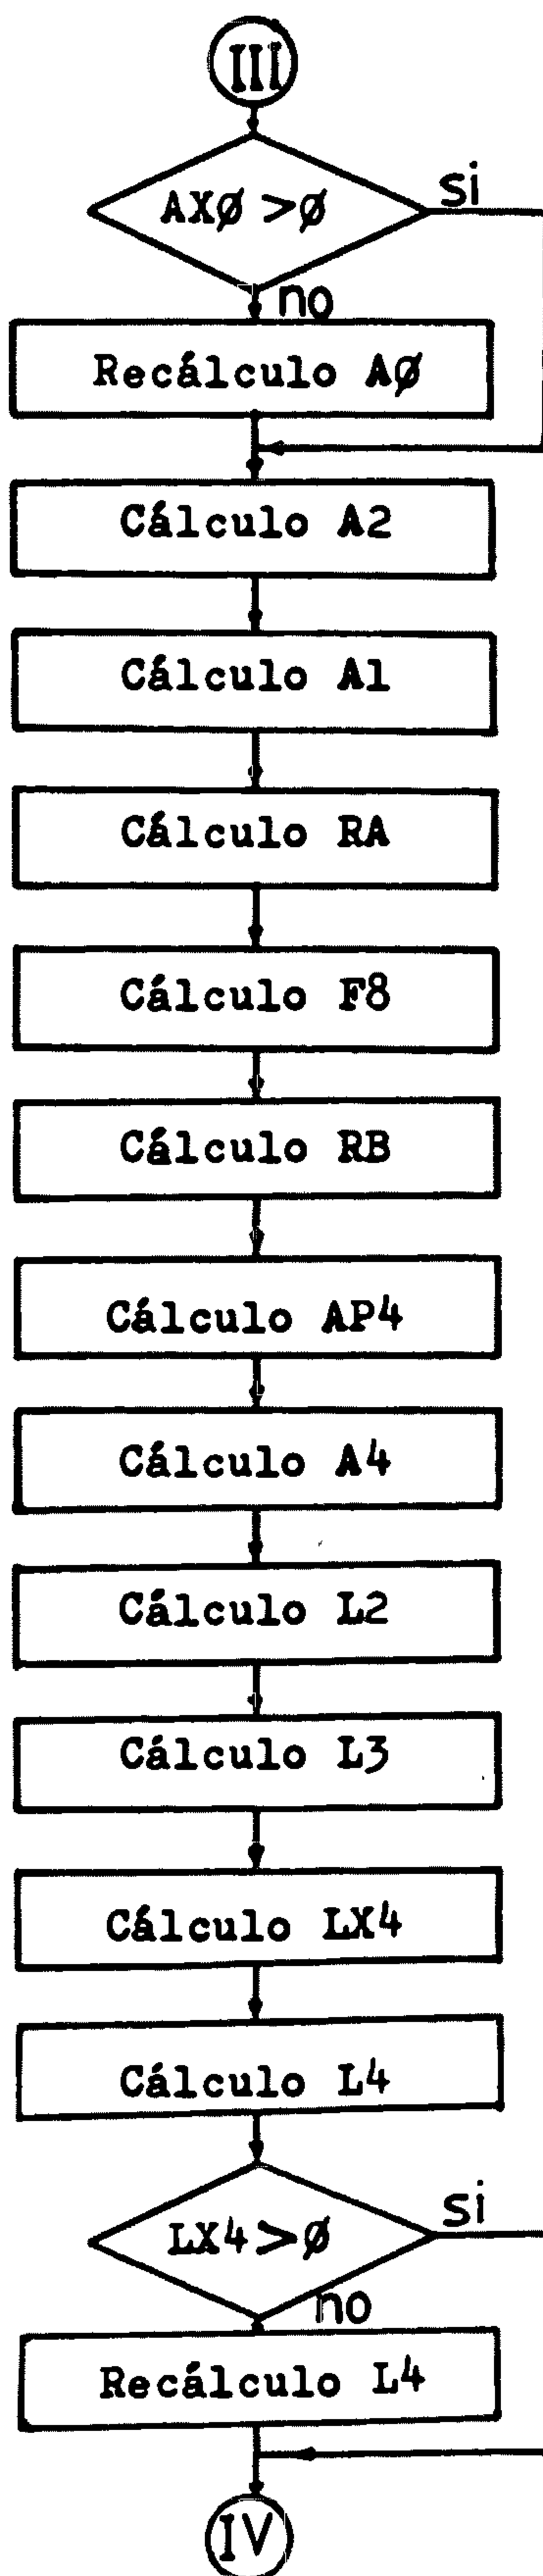 III
AXØ >Ø
si
no
Recálculo AØ
Cálculo A2
Cálculo A1
Cálculo RA
Cálculo F8
Cálculo RB
Cálculo AP4
Cálculo A4
Cálculo L2
Cálculo L3
Cálculo LX4
Cálculo L4
LX4>Ø
si
no
Recálculo L4
IV